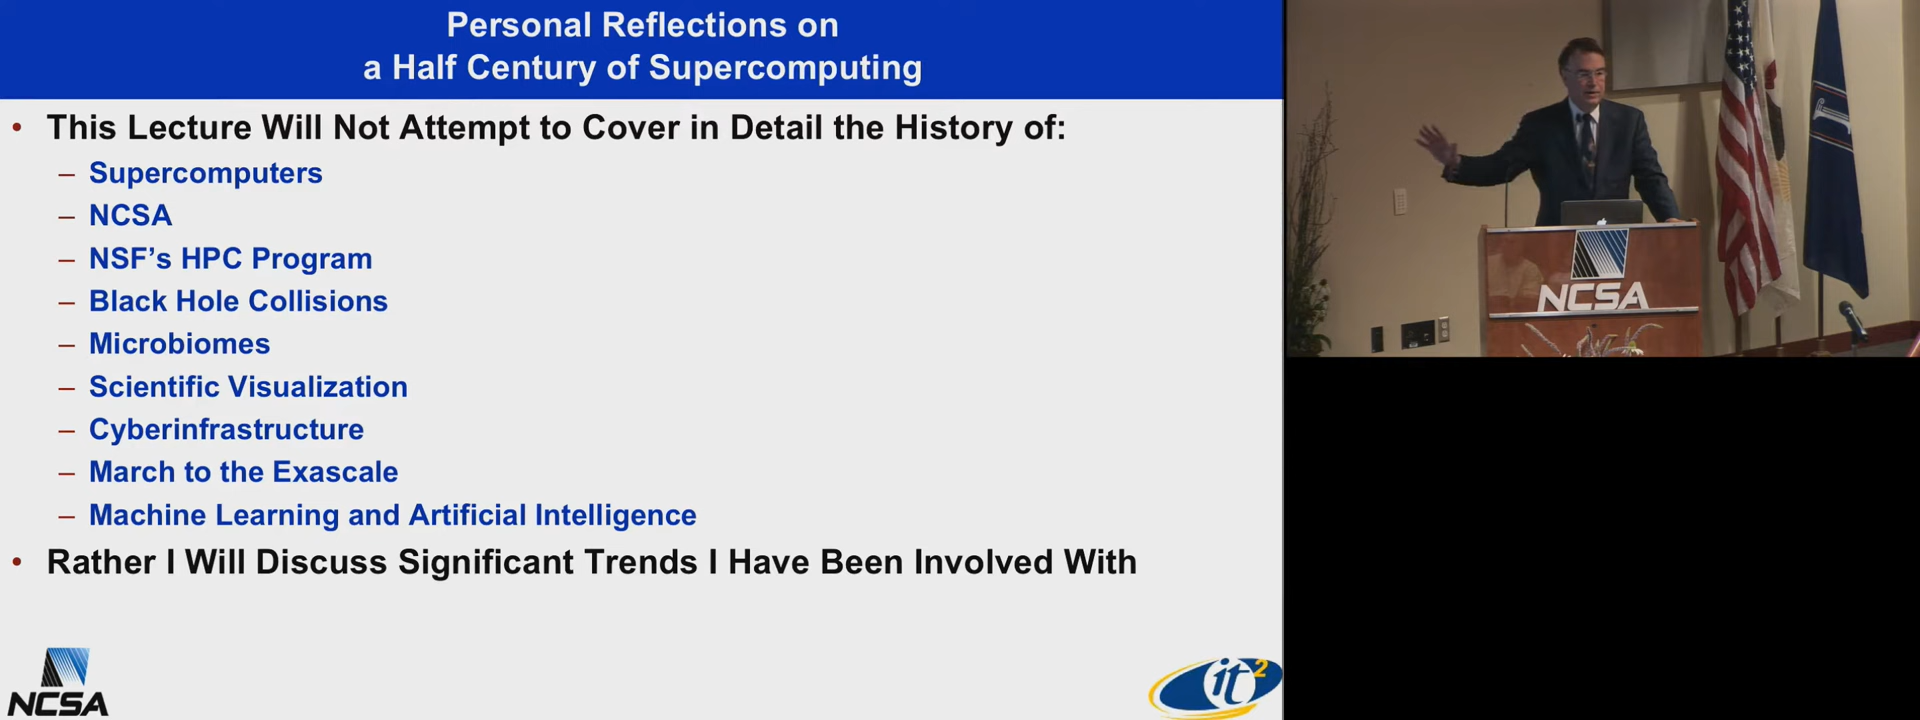 Personal Reflections on
a Half Century of Supercomputing
• This Lecture Will Not Attempt to Cover in Detail the History of:
– Supercomputers
– NCSA
– NSF’s HPC Program
– Black Hole Collisions
– Microbiomes
– Scientific Visualization
– Cyberinfrastructure
– March to the Exascale
– Machine Learning and Artificial Intelligence
• Rather I Will Discuss Significant Trends I Have Been Involved With
NCSA
it2
NCSA